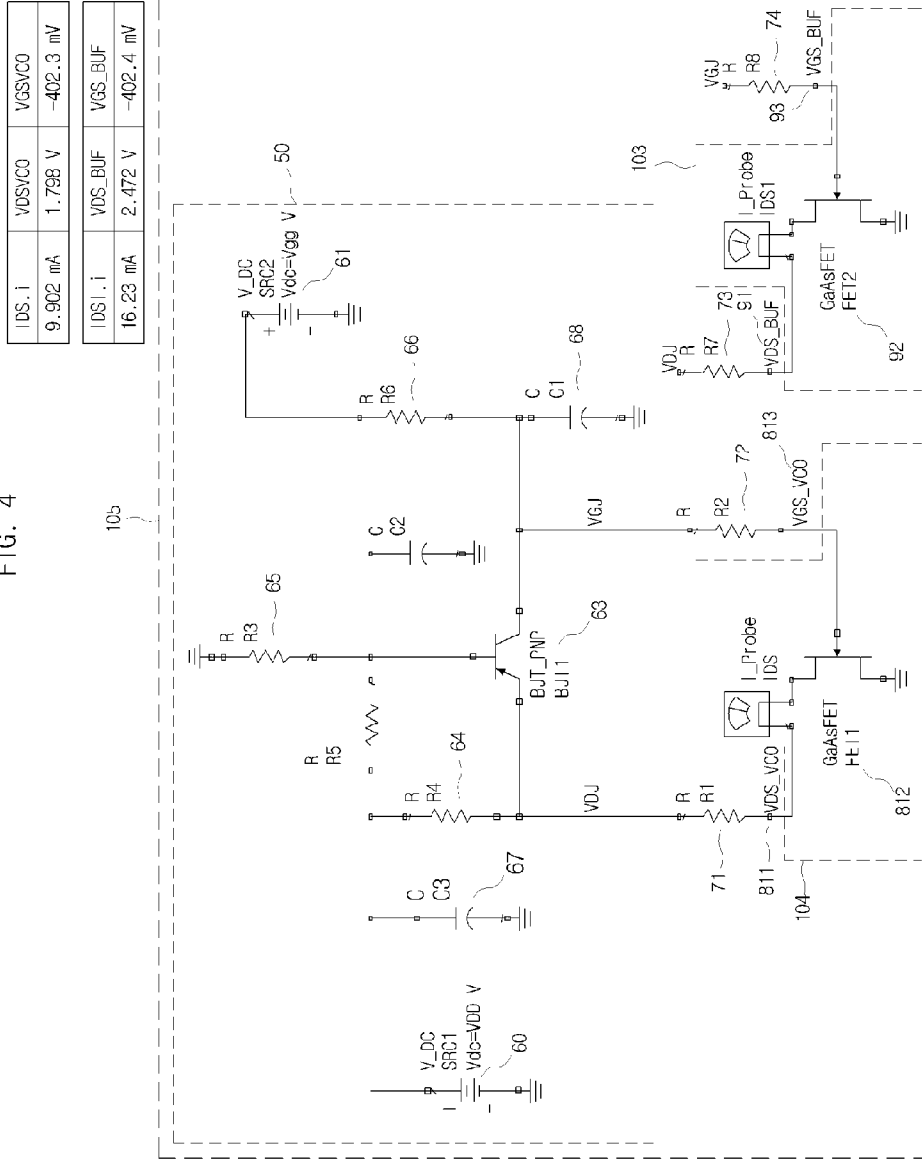 FIG. 4
IDS.i VDSVCO VGSVCO
9.902 mA 1.798 V -402.3 mV
IDS1.i VDS_BUF VGS_BUF
16.23 mA 2.472 V -402.4 mV
105
50
V_DC
SRC2
Vdc=Vgg V
61
+
-
R
R6
66
C
C1
68
C
C2
R
R3
65
BJT_PNP
BJT1
63
R
R5
R
R4
64
C
C3
67
V_DC
SRC1
Vdc=VDD V
60
-
VDJ
R
R1
71
VDS_VCO
811
104
I_Probe
IDS
GaAsFET
FET1
812
VGJ
R
R2
72
VGS_VCO
813
VDJ
R
R7
73
91
VDS_BUF
I_Probe
IDS1
103
GaAsFET
FET2
92
VGJ
R
R8
74
VGS_BUF
93